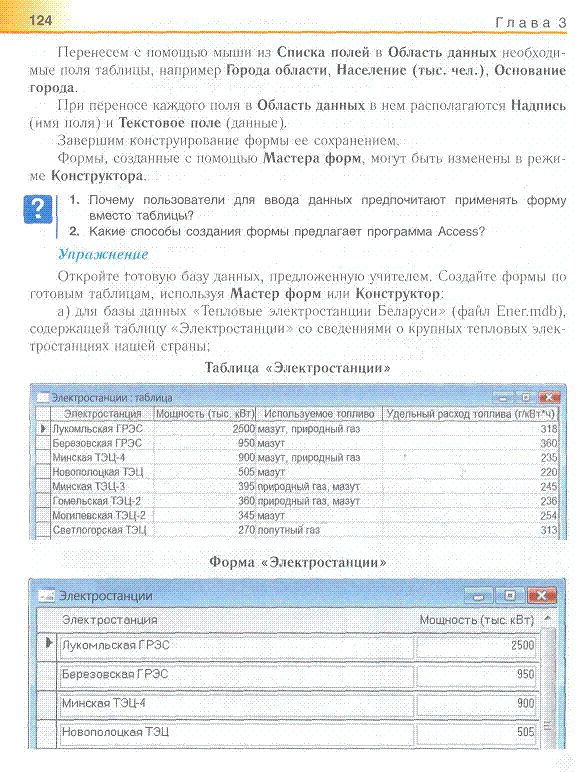 124
Глава 3
Перенесем с помощью мыши из Списка полей в Область данных необходи-
мые поля таблицы, например Города области, Население (тыс. чел.), Основание
города.
При переносе каждого поля в Область данных в нем располагаются Надпись
(имя поля) и Текстовое поле (данные).
Завершим конструирование формы ее сохранением.
Формы, созданные с помощью Мастера форм, могут быть изменены в режи-
ме Конструктора.
?
1. Почему пользователи для ввода данных предпочитают применять форму
вместо таблицы?
2. Какие способы создания формы предлагает программа Access?
Упражнение
Откройте готовую базу данных, предложенную учителем. Создайте формы по
готовым таблицам, используя Мастер форм или Конструктор:
а) для базы данных «Тепловые электростанции Беларуси» (файл Ener.mdb),
содержащей таблицу «Электростанции» со сведениями о крупных тепловых элек-
тростанциях нашей страны;
Таблица «Электростанции»
Электростанции : таблица
Электростанция Мощность (тыс. кВт) Используемое топливо Удельный расход топлива (г/кВт*ч)
Лукомльская ГРЭС 2500 мазут, природный газ 318
Березовская ГРЭС 950 мазут 360
Минская ТЭЦ-4 900 мазут, природный газ 235
Новополоцкая ТЭЦ 505 мазут 220
Минская ТЭЦ-3 395 природный газ, мазут 245
Гомельская ТЭЦ-2 360 природный газ, мазут 236
Могилевская ТЭЦ-2 345 мазут 254
Светлогорская ТЭЦ 270 попутный газ 313
Форма «Электростанции»
Электростанции
Электростанция Мощность (тыс. кВт)
Лукомльская ГРЭС 2500
Березовская ГРЭС 950
Минская ТЭЦ-4 900
Новополоцкая ТЭЦ 505